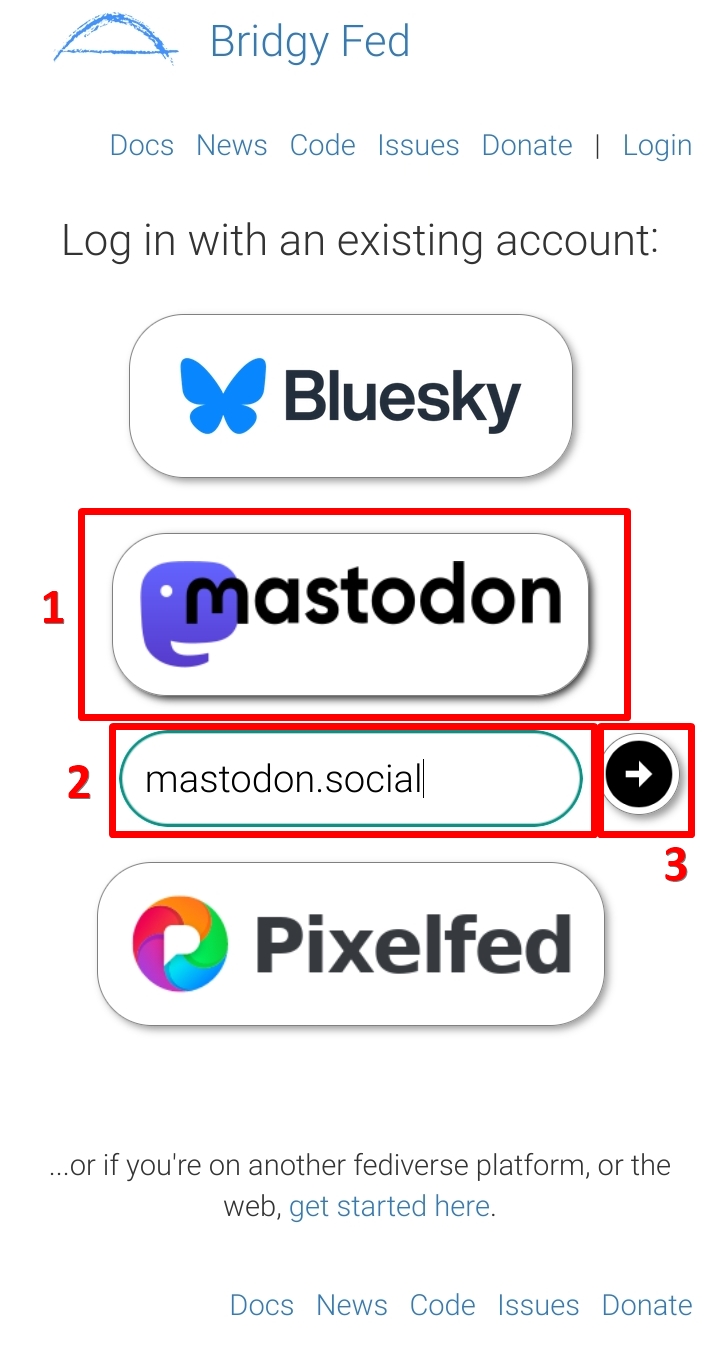 Bridgy Fed
Docs News Code Issues Donate | Login
Log in with an existing account:
Bluesky
1
mastodon
2
mastodon.social
3
Pixelfed
...or if you're on another fediverse platform, or the
web, get started here.
Docs News Code Issues Donate